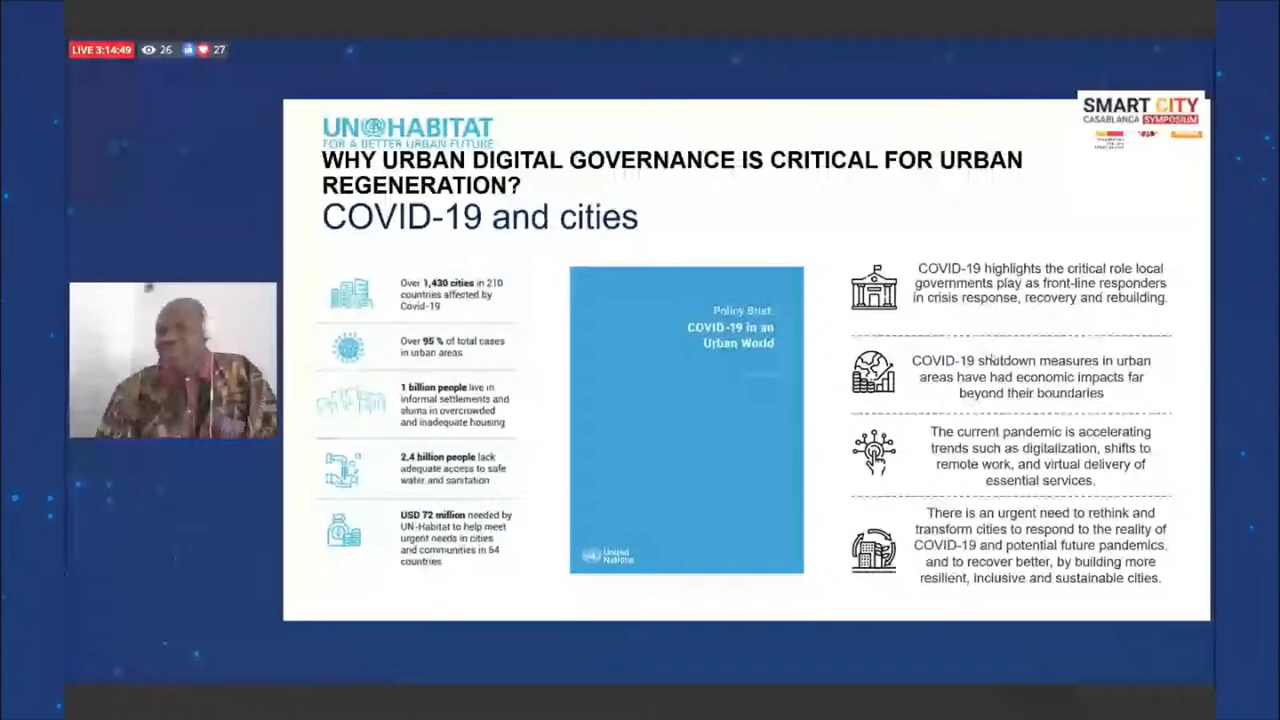 LIVE 3:14:49 26 27
SMART CITY
CASABLANCA SYMPOSIUM
UN HABITAT
FOR A BETTER URBAN FUTURE
WHY URBAN DIGITAL GOVERNANCE IS CRITICAL FOR URBAN
REGENERATION?
COVID-19 and cities
Over 1,430 cities in 210
countries affected by
Covid-19
Over 95 % of total cases
in urban areas
1 billion people live in
informal settlements and
slums in overcrowded
and inadequate housing
2,4 billion people lack
adequate access to safe
water and sanitation
USD 72 million needed by
UN-Habitat to help meet
urgent needs in cities
and communities in 64
countries
Policy Brief:
COVID-19 in an
Urban World
United
Nations
COVID-19 highlights the critical role local
governments play as front-line responders
in crisis response, recovery and rebuilding.
COVID-19 shutdown measures in urban
areas have had economic impacts far
beyond their boundaries
The current pandemic is accelerating
trends such as digitalization, shifts to
remote work, and virtual delivery of
essential services.
There is an urgent need to rethink and
transform cities to respond to the reality of
COVID-19 and potential future pandemics,
and to recover better, by building more
resilient, inclusive and sustainable cities.